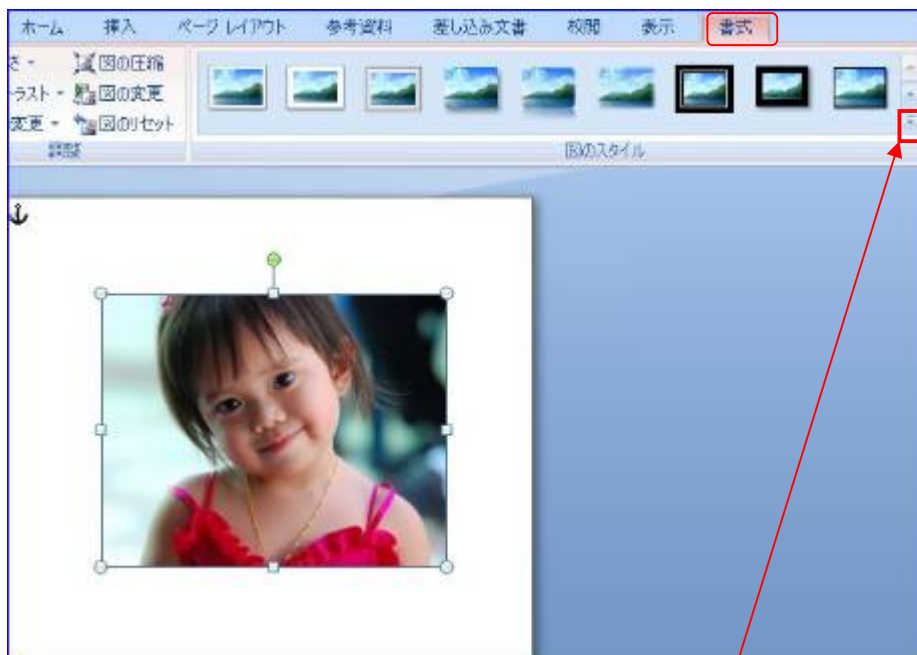 ホーム 挿入 ページ レイアウト 参考資料 差し込み文書 校閲 表示 書式
さ 図の圧縮
トラスト 図の変更
変更 図のリセット
調整 図のスタイル